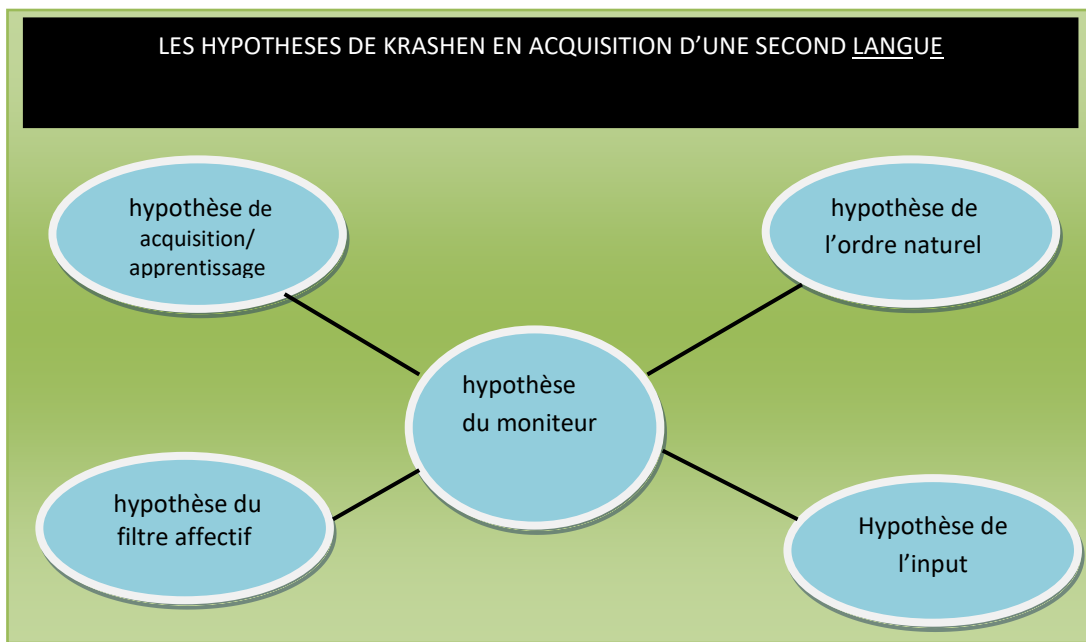 LES HYPOTHESES DE KRASHEN EN ACQUISITION D’UNE SECOND LANGUE
hypothèse de
acquisition/
apprentissage
hypothèse de
l’ordre naturel
hypothèse
du moniteur
hypothèse du
filtre affectif
Hypothèse de
l’input